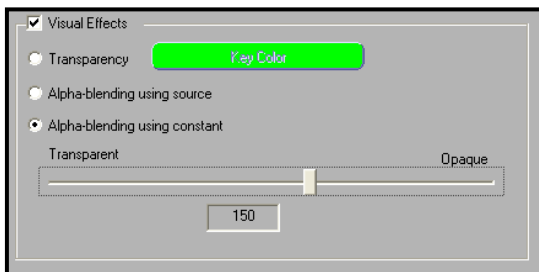 Visual Effects
Transparency Key Color
Alpha-blending using source
Alpha-blending using constant
Transparent Opaque
150